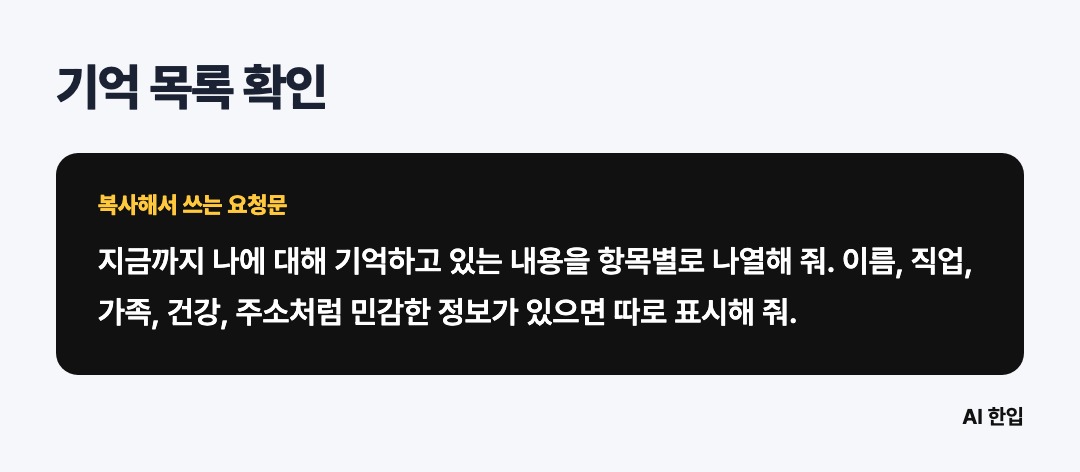 기억 목록 확인
복사해서 쓰는 요청문
지금까지 나에 대해 기억하고 있는 내용을 항목별로 나열해 줘. 이름, 직업,
가족, 건강, 주소처럼 민감한 정보가 있으면 따로 표시해 줘.
AI 한입